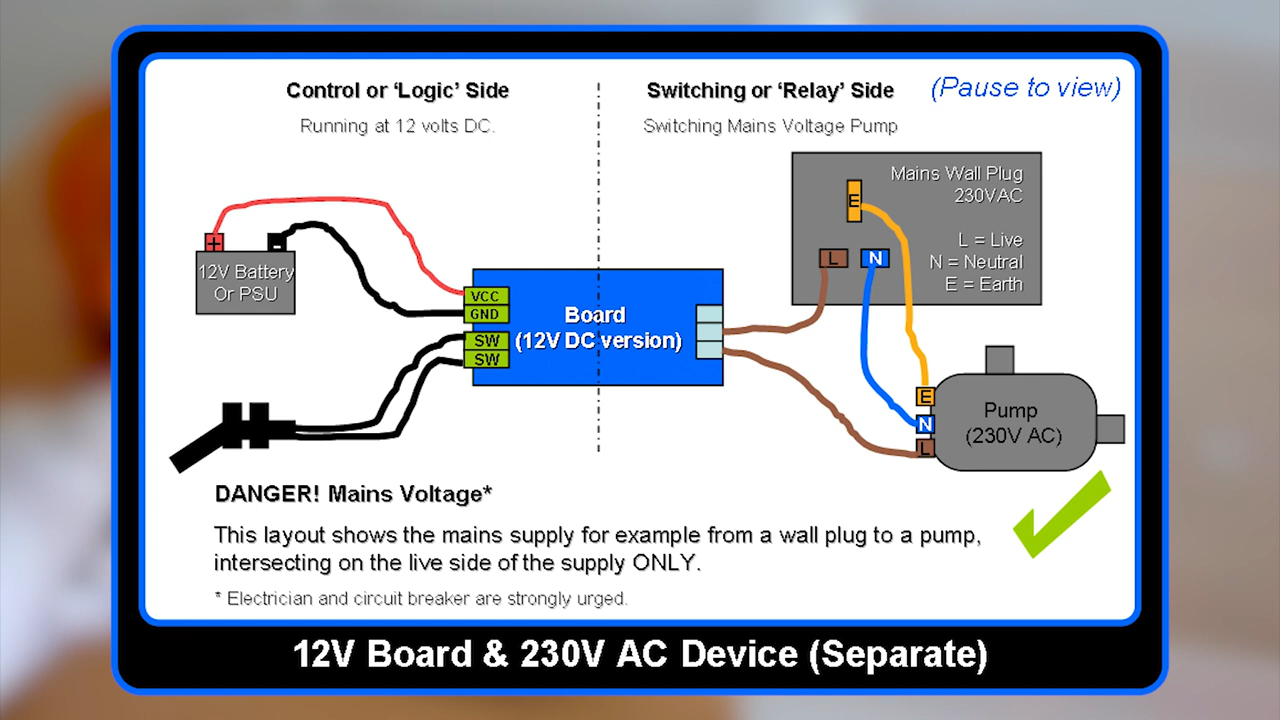 Control or 'Logic' Side
Running at 12 volts DC.
Switching or 'Relay' Side
Switching Mains Voltage Pump
(Pause to view)
Mains Wall Plug
230VAC
L = Live
N = Neutral
E = Earth
E
L
N
+
-
12V Battery
Or PSU
VCC
GND
SW
SW
Board
(12V DC version)
E
N
L
Pump
(230V AC)
DANGER! Mains Voltage*
This layout shows the mains supply for example from a wall plug to a pump,
intersecting on the live side of the supply ONLY.
* Electrician and circuit breaker are strongly urged.
12V Board & 230V AC Device (Separate)